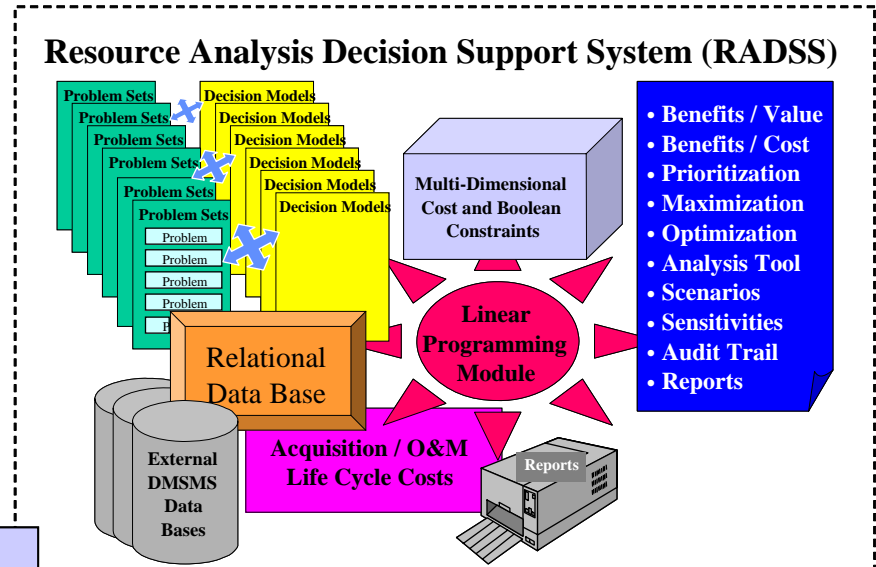 Resource Analysis Decision Support System (RADSS)
Problem Sets
Problem Sets
Problem Sets
Problem Sets
Problem Sets
Problem Sets
Problem
Problem
Problem
Problem
Decision Models
Decision Models
Decision Models
Decision Models
Decision Models
Decision Models
Multi-Dimensional
Cost and Boolean
Constraints
• Benefits / Value
• Benefits / Cost
• Prioritization
• Maximization
• Optimization
• Analysis Tool
• Scenarios
• Sensitivities
• Audit Trail
• Reports
Linear
Programming
Module
Relational
Data Base
External
DMSMS
Data
Bases
Acquisition / O&M
Life Cycle Costs
Reports